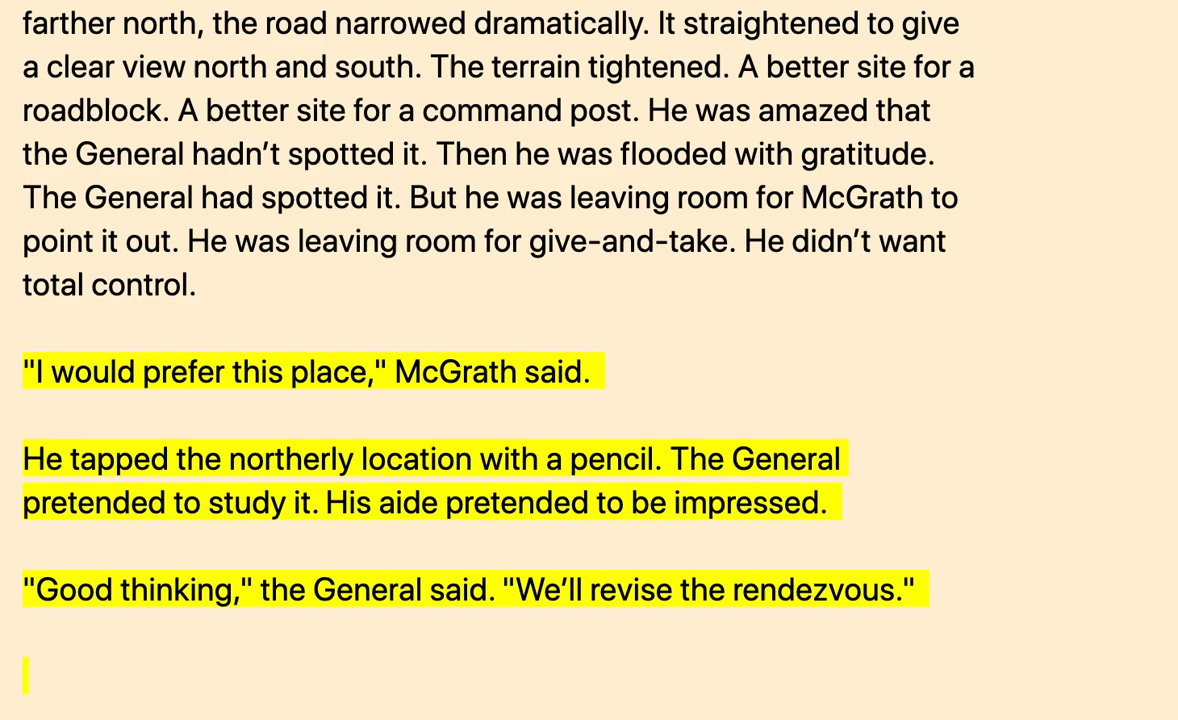 farther north, the road narrowed dramatically. It straightened to give
a clear view north and south. The terrain tightened. A better site for a
roadblock. A better site for a command post. He was amazed that
the General hadn’t spotted it. Then he was flooded with gratitude.
The General had spotted it. But he was leaving room for McGrath to
point it out. He was leaving room for give-and-take. He didn’t want
total control.
"I would prefer this place," McGrath said.
He tapped the northerly location with a pencil. The General
pretended to study it. His aide pretended to be impressed.
"Good thinking," the General said. "We’ll revise the rendezvous."